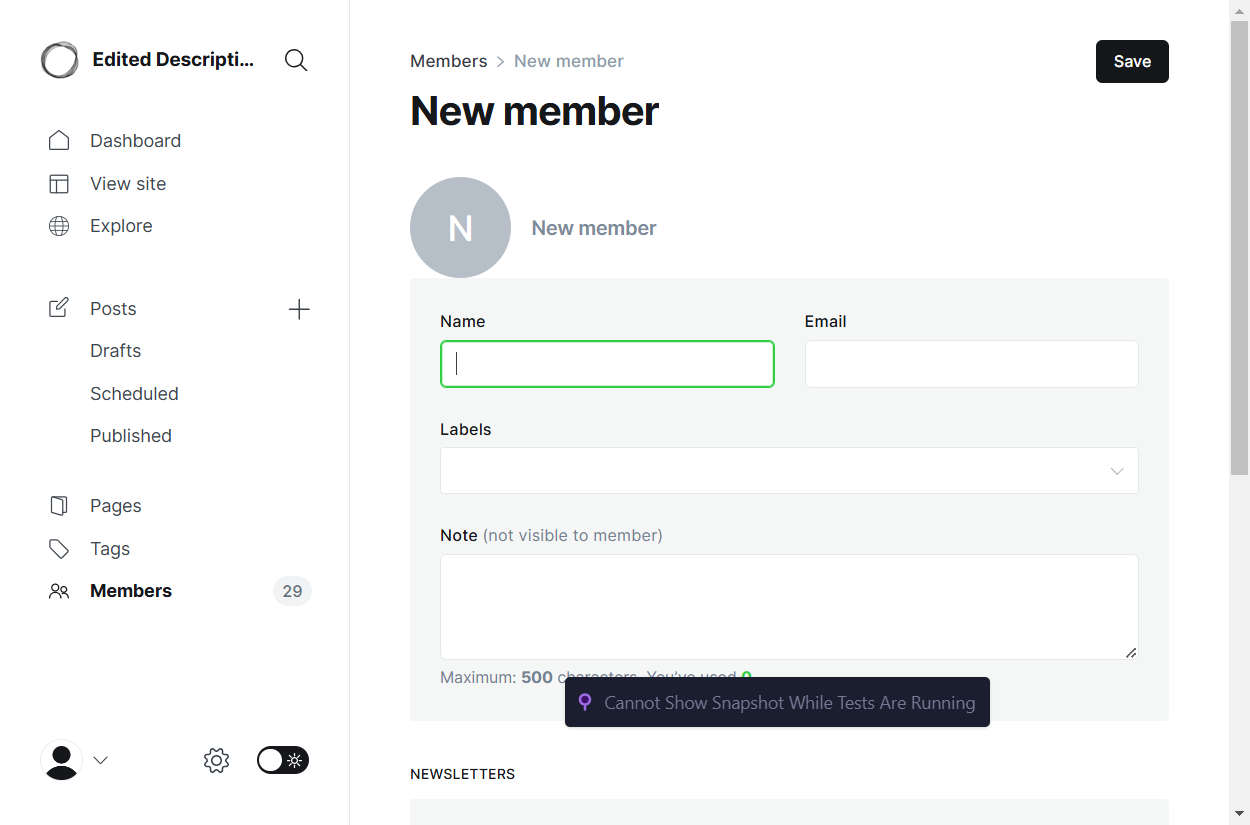 Edited Descripti...
Dashboard
View site
Explore
Posts
Drafts
Scheduled
Published
Pages
Tags
Members
29
Members > New member
Save
New member
N
New member
Name
Email
Labels
Note (not visible to member)
Maximum: 500 characters. You've used 0
Cannot Show Snapshot While Tests Are Running
NEWSLETTERS